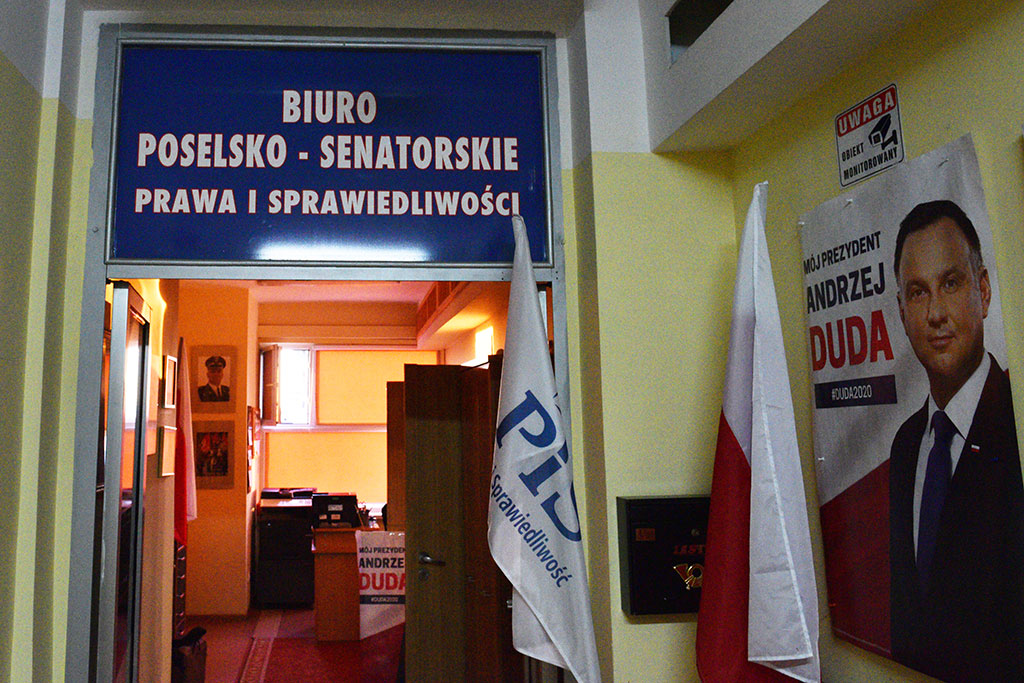 BIURO
POSELSKO - SENATORSKIE
PRAWA I SPRAWIEDLIWOŚCI
UWAGA
OBIEKT
MONITOROWANY
MÓJ PREZYDENT
ANDRZEJ
DUDA
#DUDA2020
PiS
i Sprawiedliwość
MÓJ PREZYDENT
ANDRZEJ
DUDA
#DUDA2020